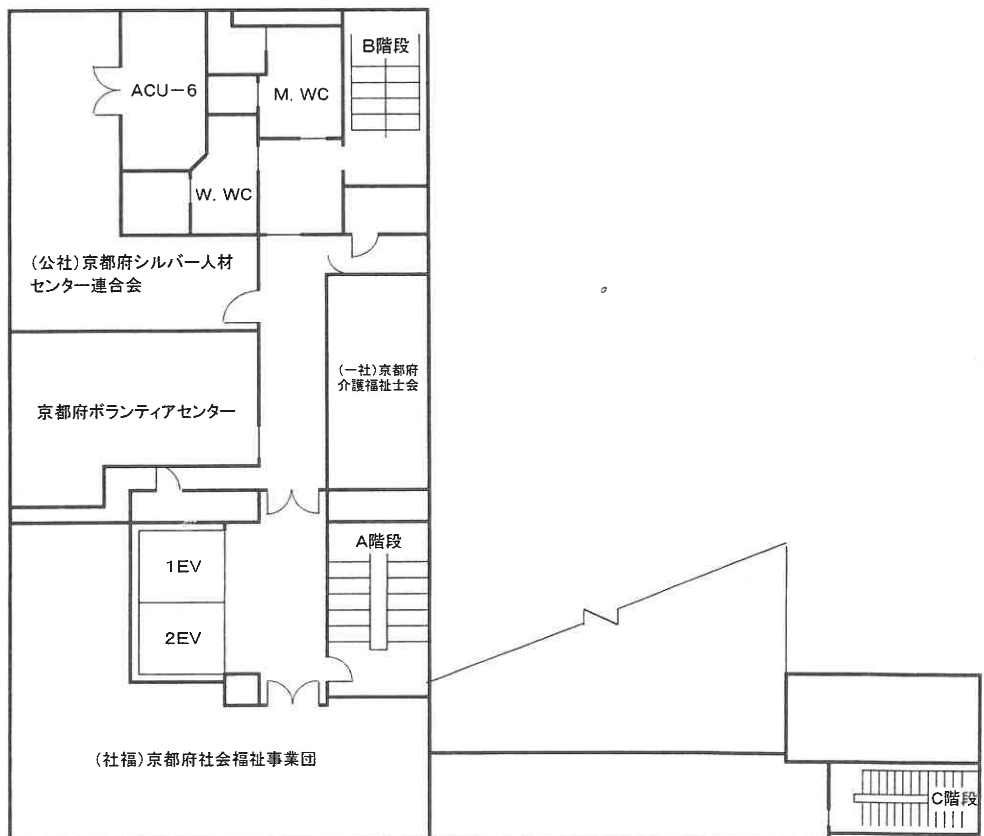 B階段
ACU-6
M. WC
W. WC
(公社)京都府シルバー人材
センター連合会
(一社)京都府
介護福祉士会
京都府ボランティアセンター
A階段
1EV
2EV
(社福)京都府社会福祉事業団
C階段